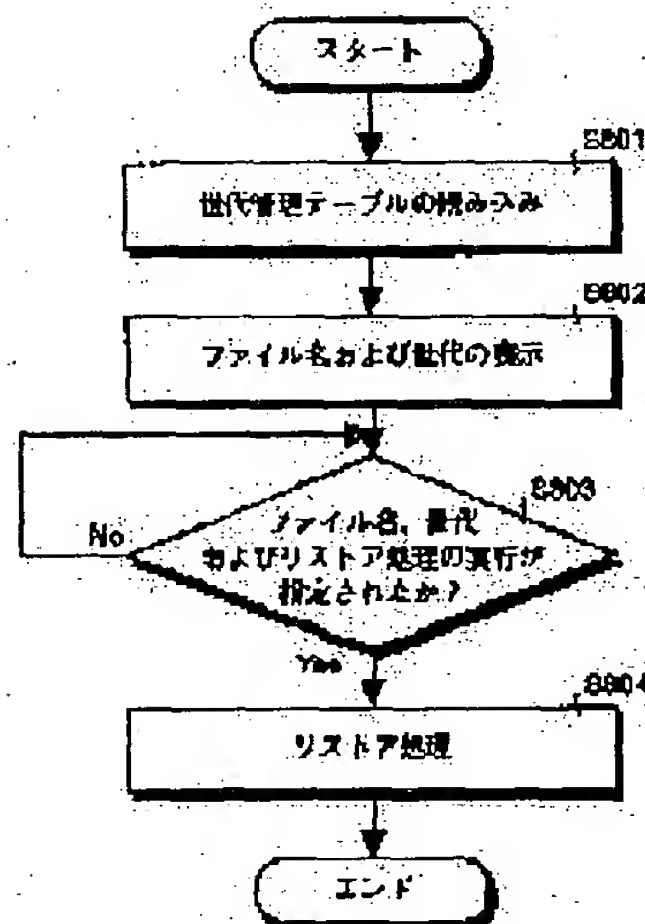 スタート
S801
世代管理テーブルの読み込み
S802
ファイル名および世代の表示
S803
ファイル名、世代
およびリストア処理の実行が
指定されたか?
No
Yes
S804
リストア処理
エンド